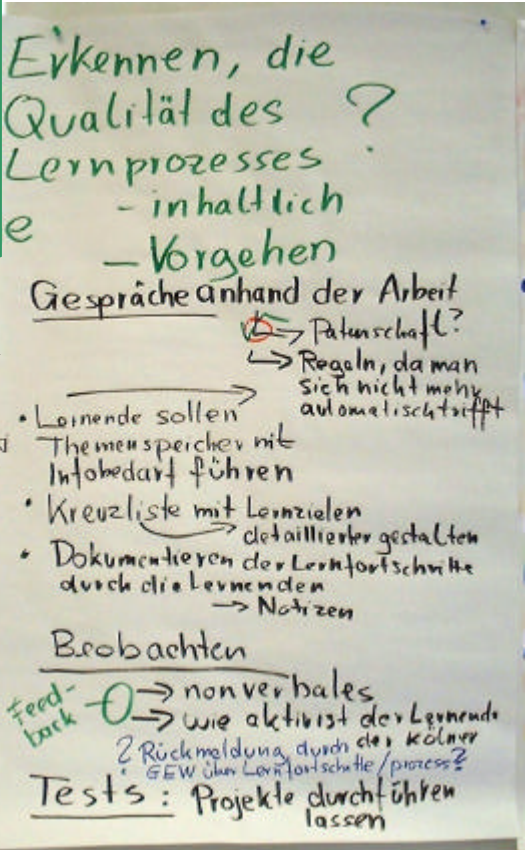 Erkennen, die
Qualität des ?
Lernprozesses
- inhaltlich
e
- Vorgehen
Gespräche anhand der Arbeit
→ Patenschaft?
↳ Regeln, da man
sich nicht mehr
automatisch trifft
• Lernende sollen
Themenspeicher mit
Infobedarf führen
• Kreuzliste mit Lernzielen
→ detaillierter gestalten
• Dokumentieren der Lernfortschritte
durch die Lernenden
→ Notizen
Beobachten
Feed-
back
→ nonverbales
→ wie aktiv ist der Lernende
? Rückmeldung durch der Kölner
GEW über Lernfortschritte/prozess?
Tests: Projekte durchführen
lassen